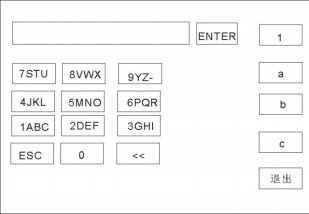 ENTER 1
7STU 8VWX 9YZ- a
4JKL 5MNO 6PQR b
1ABC 2DEF 3GHI
ESC 0 << c
退出